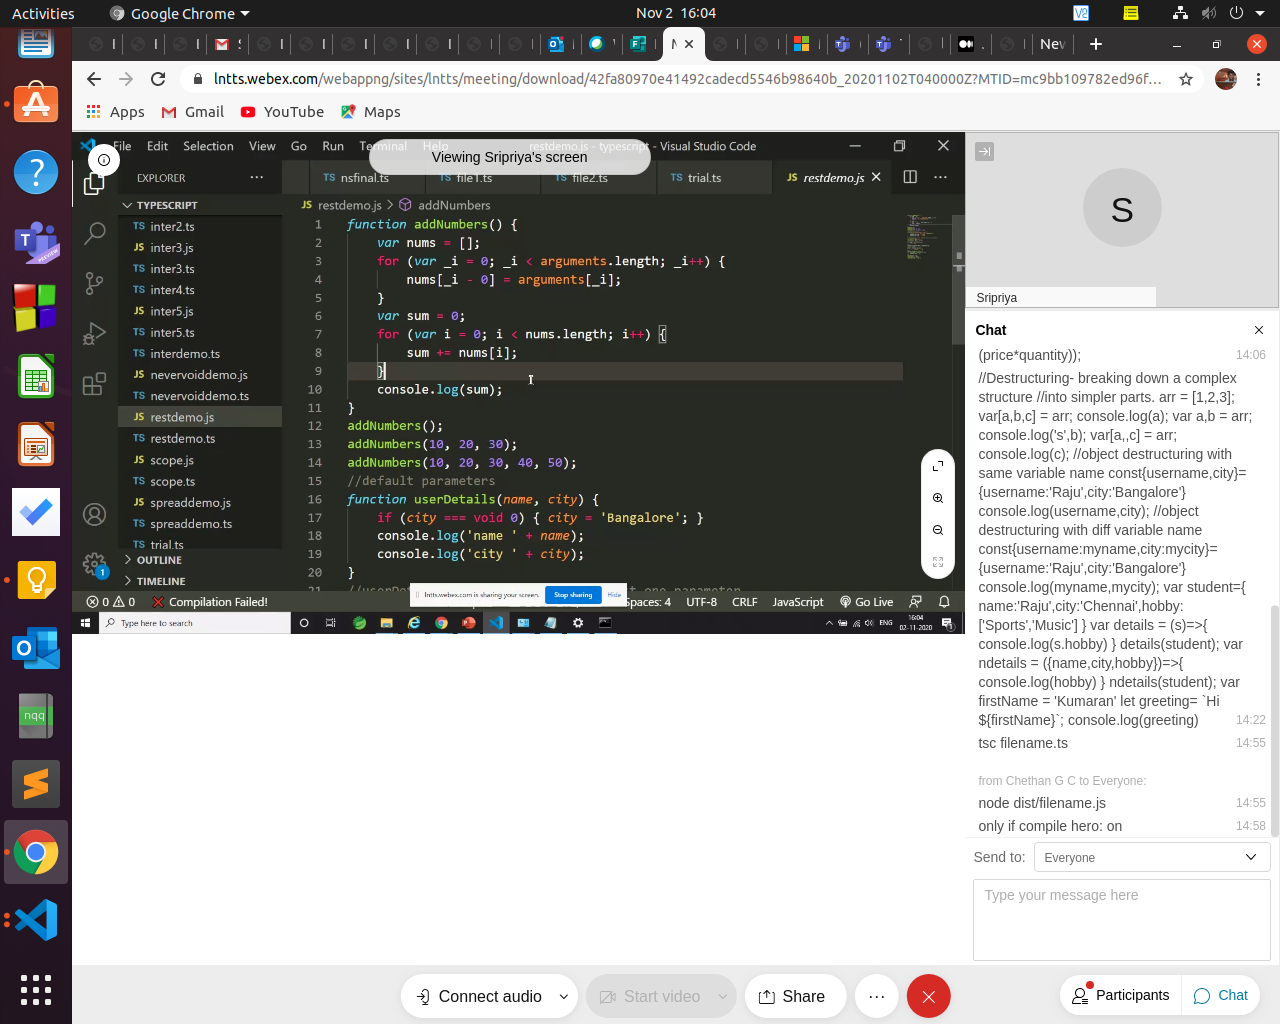 Activities
Google Chrome
Nov 2 16:04
New
lntts.webex.com/webappng/sites/lntts/meeting/download/42fa80970e41492cadecd5546b98640b_20201102T040000Z?MTID=mc9bb109782ed96f...
Apps
Gmail
YouTube
Maps
File Edit Selection View Go Run Terminal Help
restdemo.js - typescript - Visual Studio Code
Viewing Sripriya's screen
EXPLORER
nsfinal.ts
file1.ts
file2.ts
TS trial.ts
JS restdemo.js
TYPESCRIPT
JS restdemo.js > addNumbers
TS inter2.ts
JS inter3.js
TS inter3.ts
TS inter4.ts
JS inter5.js
TS inter5.ts
TS interdemo.ts
JS nevervoiddemo.js
TS nevervoiddemo.ts
JS restdemo.js
TS restdemo.ts
JS scope.js
TS scope.ts
JS spreaddemo.js
TS spreaddemo.ts
TS trial.ts
OUTLINE
TIMELINE
1 function addNumbers() {
2 var nums = [];
3 for (var _i = 0; _i < arguments.length; _i++) {
4 nums[_i - 0] = arguments[_i];
5 }
6 var sum = 0;
7 for (var i = 0; i < nums.length; i++) {
8 sum += nums[i];
9 }
10 console.log(sum);
11 }
12 addNumbers();
13 addNumbers(10, 20, 30);
14 addNumbers(10, 20, 30, 40, 50);
15 //default parameters
16 function userDetails(name, city) {
17 if (city === void 0) { city = 'Bangalore'; }
18 console.log('name ' + name);
19 console.log('city ' + city);
20 }
0 0
Compilation Failed!
lntts.webex.com is sharing your screen.
Stop sharing
Hide
Spaces: 4
UTF-8
CRLF
JavaScript
Go Live
Type here to search
ENG
16:04
02-11-2020
S
Sripriya
Chat
(price*quantity));
14:06
//Destructuring- breaking down a complex
structure //into simpler parts. arr = [1,2,3];
var[a,b,c] = arr; console.log(a); var a,b = arr;
console.log('s',b); var[a,,c] = arr;
console.log(c); //object destructuring with
same variable name const{username,city}=
{username:'Raju',city:'Bangalore'}
console.log(username,city); //object
destructuring with diff variable name
const{username:myname,city:mycity}=
{username:'Raju',city:'Bangalore'}
console.log(myname,mycity); var student={
name:'Raju',city:'Chennai',hobby:
['Sports','Music'] } var details = (s)=>{
console.log(s.hobby) } details(student); var
ndetails = ({name,city,hobby})=>{
console.log(hobby) } ndetails(student); var
firstName = 'Kumaran' let greeting= `Hi
${firstName}`; console.log(greeting)
14:22
tsc filename.ts
14:55
from Chethan G C to Everyone:
node dist/filename.js
14:55
only if compile hero: on
14:58
Send to:
Everyone
Type your message here
nqq
Connect audio
Start video
Share
Participants
Chat